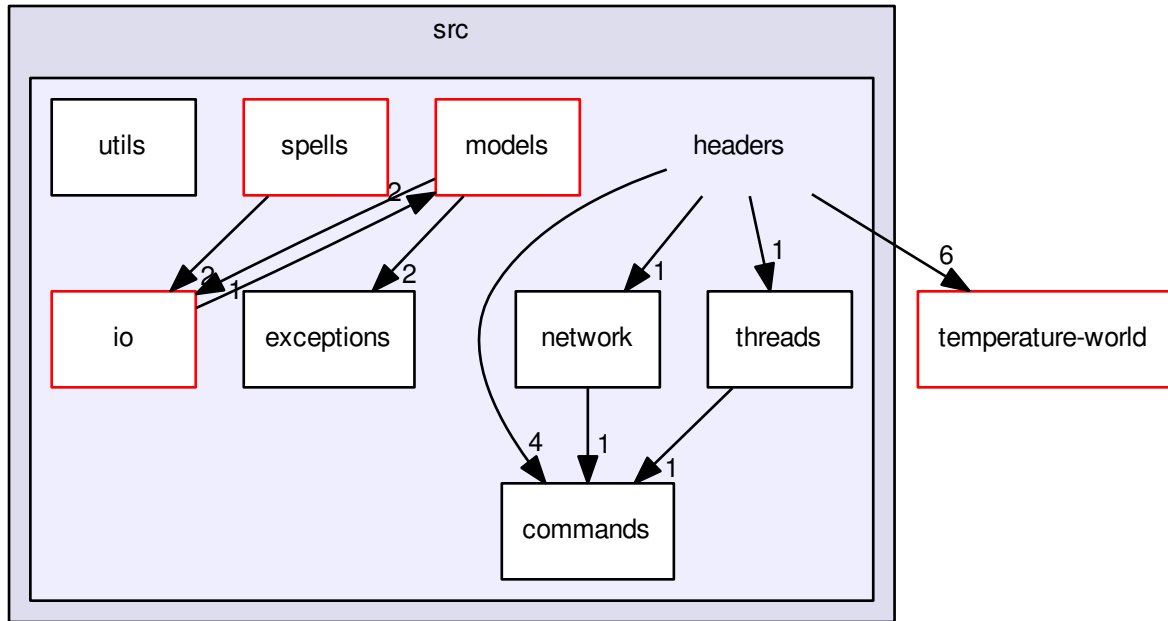 src
utils
spells
models
headers
2
2
1
2
1
1
6
io
exceptions
network
threads
temperature-world
4
1
1
commands